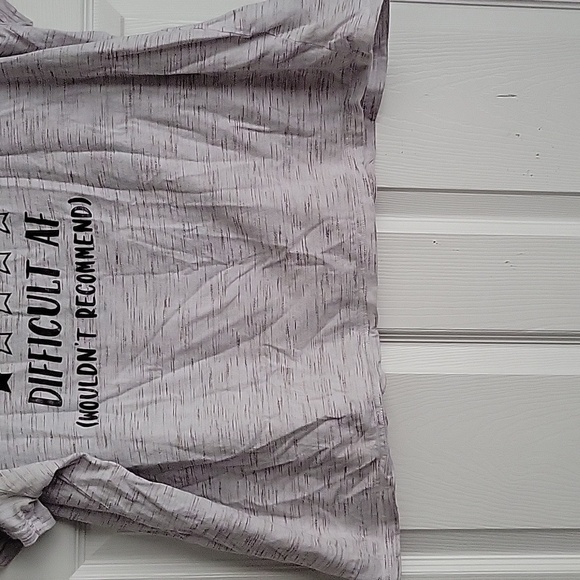 DIFFICULT AF
(WOULDN'T RECOMMEND)